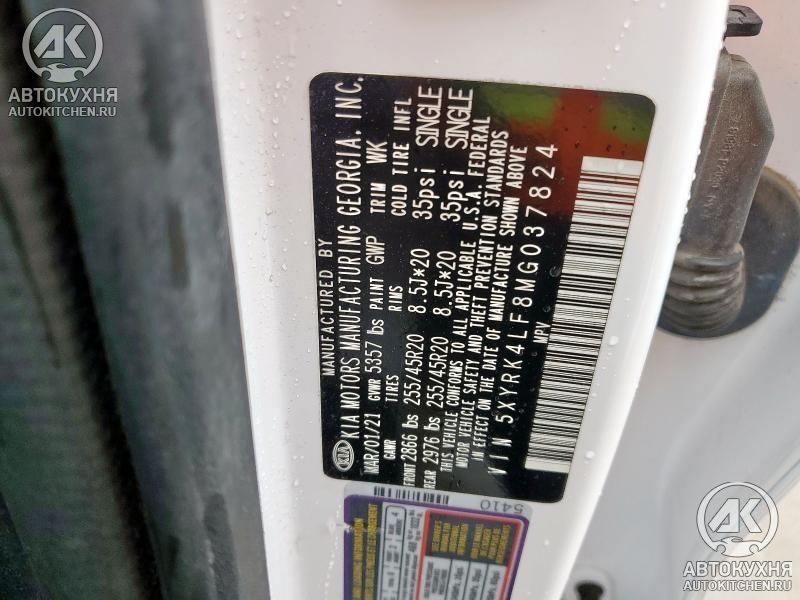 AK
АВТОКУХНЯ
AUTOKITCHEN.RU
MANUFACTURED BY
KIA KIA MOTORS MANUFACTURING GEORGIA, INC.
MAR/01/21 GVWR 5357 lbs PAINT GWP TRIM WK
GAWR TIRES RIMS COLD TIRE INFL
FRONT 2866 lbs 255/45R20 8.5J*20 35psi SINGLE
REAR 2976 lbs 255/45R20 8.5J*20 35psi SINGLE
THIS VEHICLE CONFORMS TO ALL APPLICABLE U.S.A. FEDERAL
MOTOR VEHICLE SAFETY AND THEFT PREVENTION STANDARDS
IN EFFECT ON THE DATE OF MANUFACTURE SHOWN ABOVE
VIN. 5XYRK4LF8MG037824
MPV
5410
AK
АВТОКУХНЯ
AUTOKITCHEN.RU